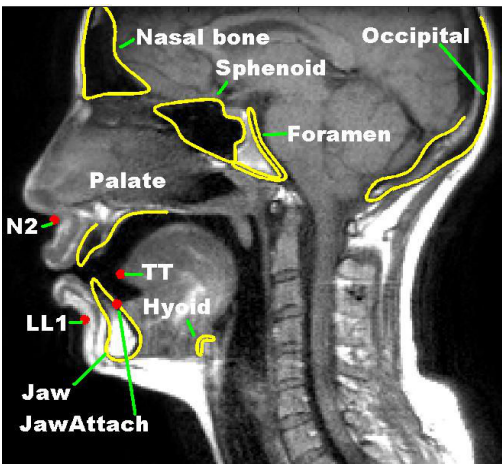 Nasal bone
Occipital
Sphenoid
Foramen
Palate
N2
TT
Hyoid
LL1
Jaw
JawAttach